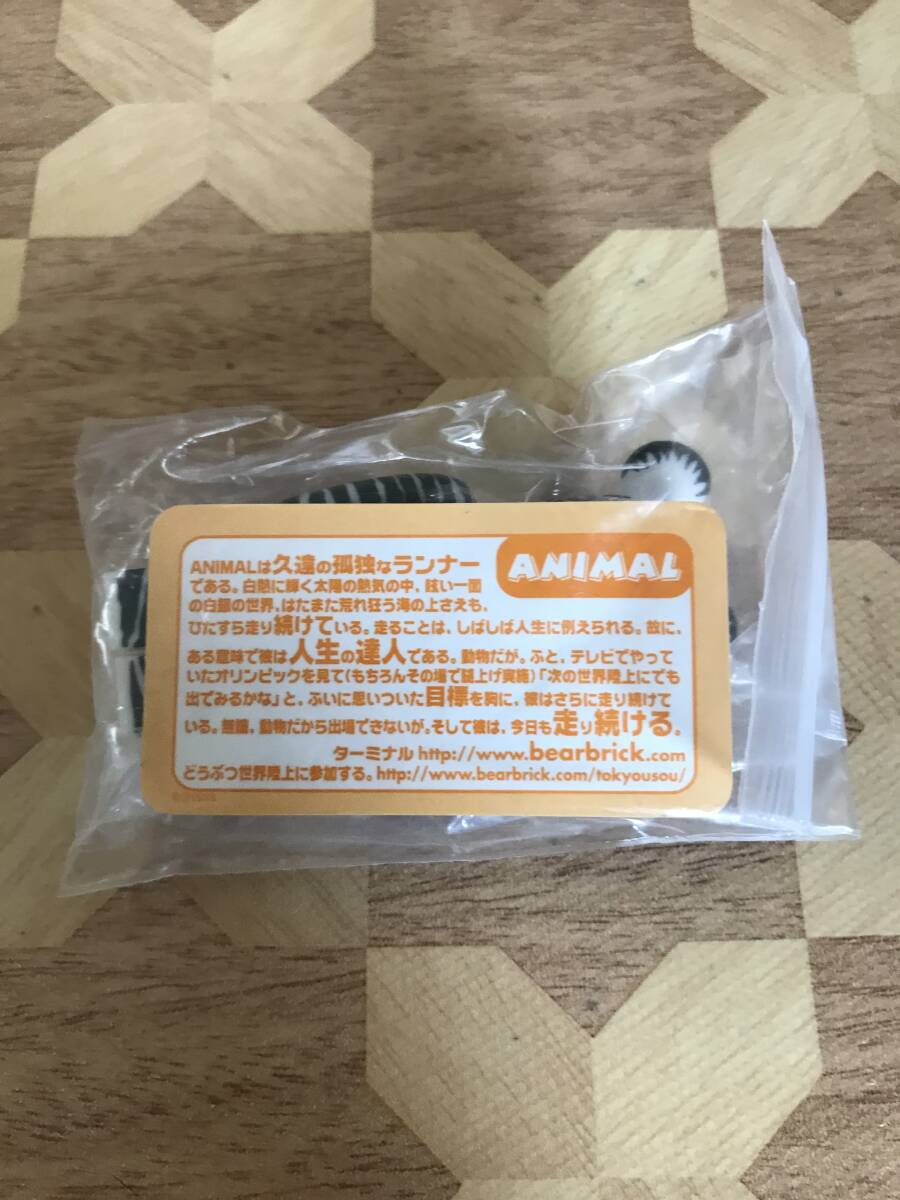 ANIMAL
ANIMALは久遠の孤独なランナー
である。白熱に輝く太陽の熱気の中、眩い一面
の白銀の世界、はたまた荒れ狂う海の上さえも、
ひたすら走り続けている。走ることは、しばしば人生に例えられる。故に、
ある意味で彼は人生の達人である。動物だが。ふと、テレビでやって
いたオリンピックを見て(もちろんその場で値上げ実施)「次の世界陸上にでも
出てみるかな」と、ふいに思いついた目標を胸に、彼はさらに走り続けて
いる。無論、動物だから出場できないが。そして彼は、今日も走り続ける。
ターミナル http://www.bearbrick.com
どうぶつ世界陸上に参加する。http://www.bearbrick.com/tokyousou/